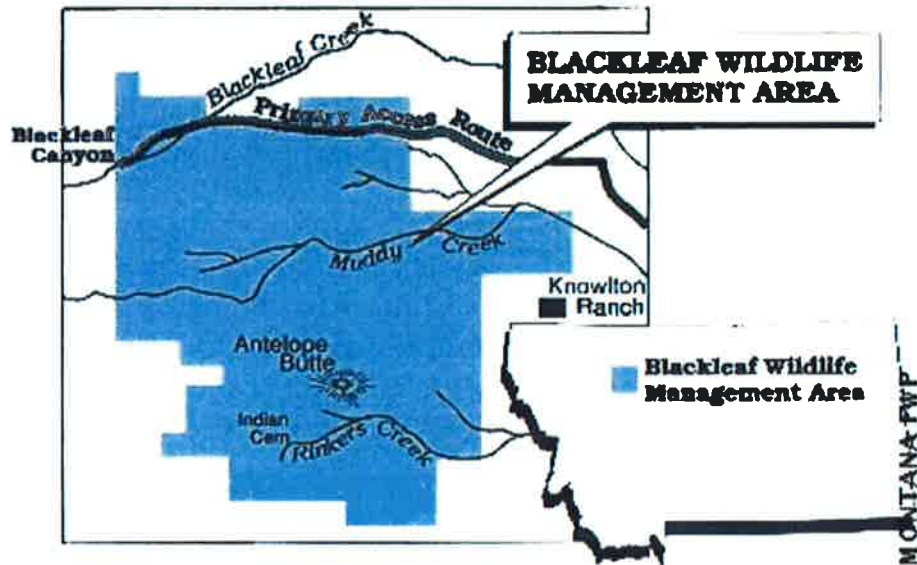 Blackleaf Creek
BLACKLEAF WILDLIFE
MANAGEMENT AREA
Primary Access Route
Blackleaf
Canyon
Muddy Creek
Knowlton
Ranch
Antelope
Butte
Blackleaf Wildlife
Management Area
Indian
Cem
Rinkers Creek
MONTANA FWP